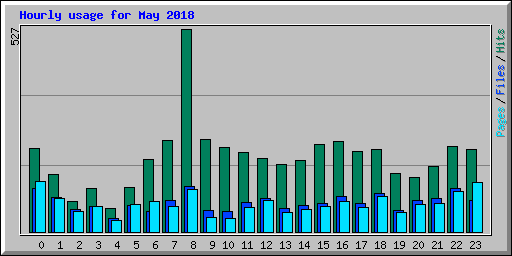 Hourly usage for May 2018
527
Pages / Files / Hits
0 1 2 3 4 5 6 7 8 9 10 11 12 13 14 15 16 17 18 19 20 21 22 23